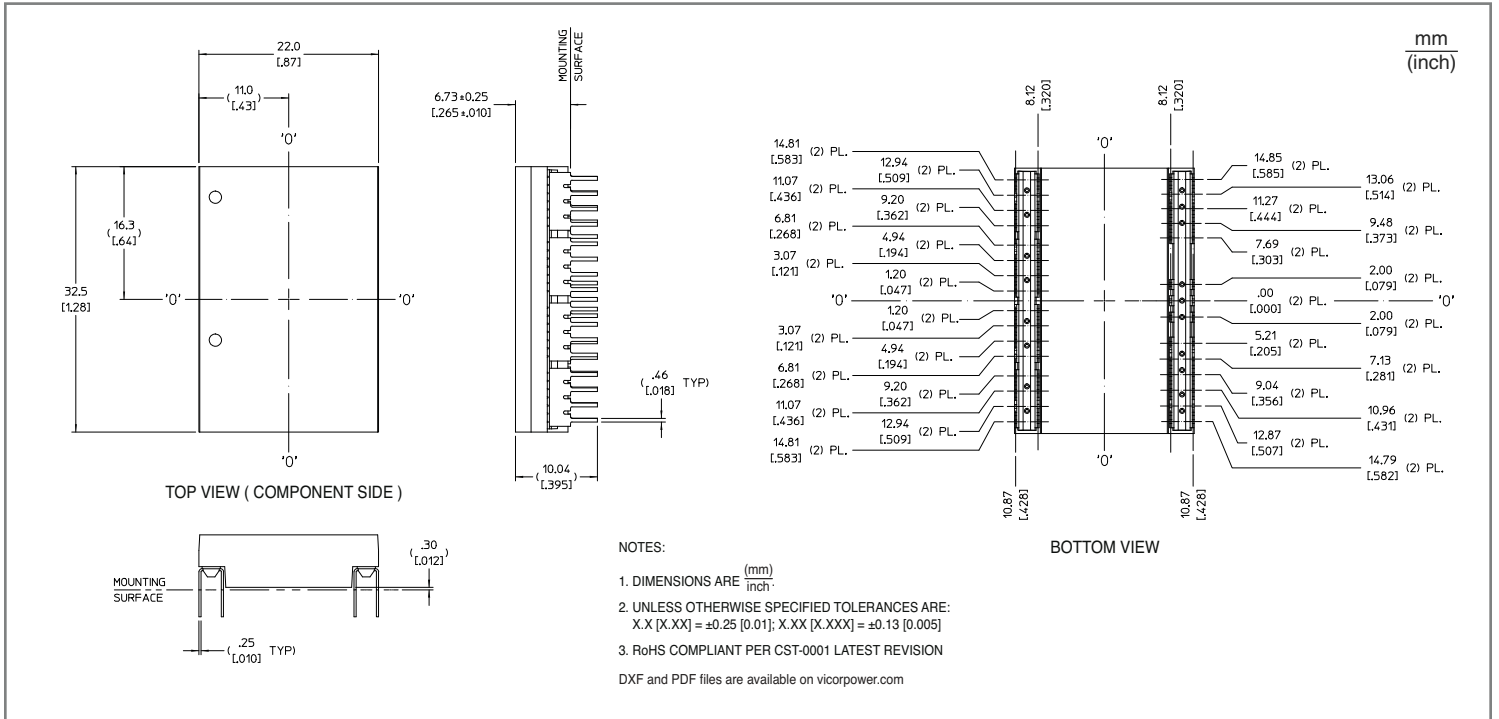 mm
(inch)
22.0
[.87]
11.0
[.43]
'0'
16.3
[.64]
32.5
[1.28]
'0'
'0'
'0'
TOP VIEW ( COMPONENT SIDE )
6.73±0.25
[.265±.010]
MOUNTING
SURFACE
.46
[.018]
TYP)
10.04
[.395]
MOUNTING
SURFACE
.30
[.012]
.25
[.010]
TYP)
8.12
[.320]
8.12
[.320]
'0'
14.81
[.583] (2) PL.
12.94
[.509] (2) PL.
11.07
[.436] (2) PL.
9.20
[.362] (2) PL.
6.81
[.268] (2) PL.
4.94
[.194] (2) PL.
3.07
[.121] (2) PL.
1.20
[.047] (2) PL.
'0'
1.20
[.047] (2) PL.
3.07
[.121] (2) PL.
4.94
[.194] (2) PL.
6.81
[.268] (2) PL.
9.20
[.362] (2) PL.
11.07
[.436] (2) PL.
12.94
[.509] (2) PL.
14.81
[.583] (2) PL.
14.85
[.585] (2) PL.
13.06
[.514] (2) PL.
11.27
[.444] (2) PL.
9.48
[.373] (2) PL.
7.69
[.303] (2) PL.
2.00
[.079] (2) PL.
.00
[.000] (2) PL.
'0'
2.00
[.079] (2) PL.
5.21
[.205] (2) PL.
7.13
[.281] (2) PL.
9.04
[.356] (2) PL.
10.96
[.431] (2) PL.
12.87
[.507] (2) PL.
14.79
[.582] (2) PL.
'0'
10.87
[.428]
10.87
[.428]
BOTTOM VIEW
NOTES:
1. DIMENSIONS ARE (mm)
inch.
2. UNLESS OTHERWISE SPECIFIED TOLERANCES ARE:
X.X [X.XX] = ±0.25 [0.01]; X.XX [X.XXX] = ±0.13 [0.005]
3. RoHS COMPLIANT PER CST-0001 LATEST REVISION
DXF and PDF files are available on vicorpower.com